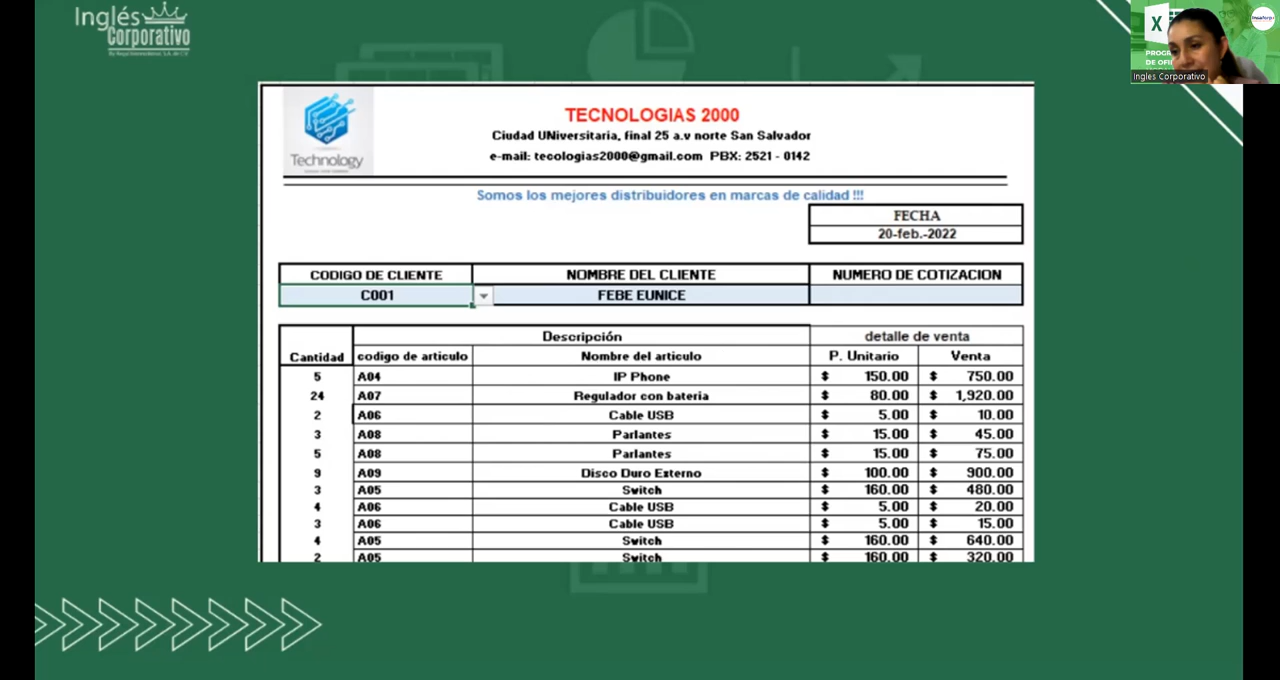 Inglés
Corporativo
PROGR
DE OFI
Ingles Corporativo
Technology
TECNOLOGIAS 2000
Ciudad UNiversitaria, final 25 a.v norte San Salvador
e-mail: tecologias2000@gmail.com PBX: 2521 - 0142
Somos los mejores distribuidores en marcas de calidad !!!
FECHA
20-feb.-2022
CODIGO DE CLIENTE NOMBRE DEL CLIENTE NUMERO DE COTIZACION
C001 FEBE EUNICE
Descripción detalle de venta
Cantidad codigo de articulo Nombre del articulo P. Unitario Venta
5 A04 IP Phone $ 150.00 $ 750.00
24 A07 Regulador con bateria $ 80.00 $ 1,920.00
2 A06 Cable USB $ 5.00 $ 10.00
3 A08 Parlantes $ 15.00 $ 45.00
5 A08 Parlantes $ 15.00 $ 75.00
9 A09 Disco Duro Externo $ 100.00 $ 900.00
3 A05 Switch $ 160.00 $ 480.00
4 A06 Cable USB $ 5.00 $ 20.00
3 A06 Cable USB $ 5.00 $ 15.00
4 A05 Switch $ 160.00 $ 640.00
2 A05 Switch $ 160.00 $ 320.00